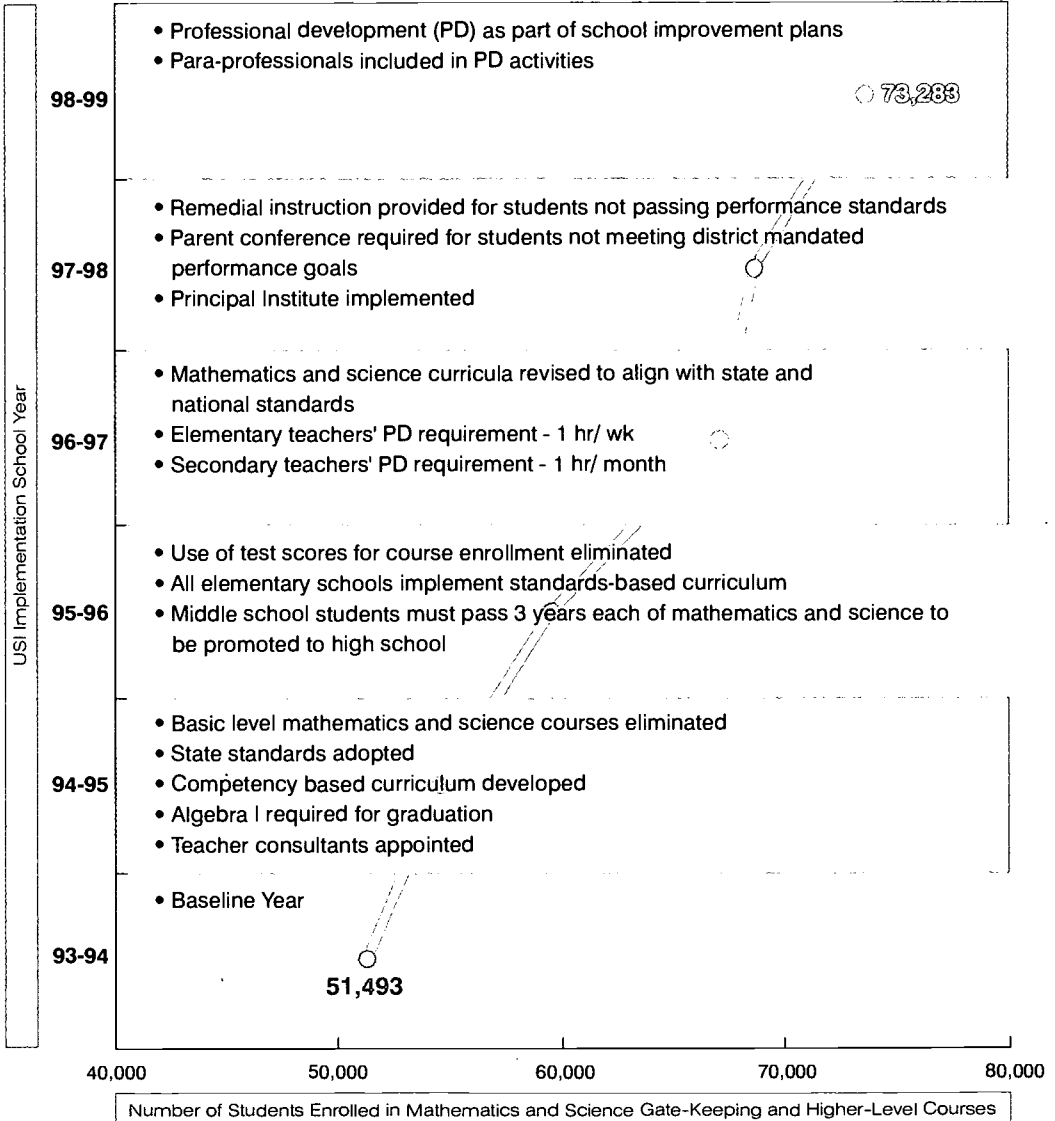 USI Implementation School Year
98-99
• Professional development (PD) as part of school improvement plans
• Para-professionals included in PD activities
73,283
97-98
• Remedial instruction provided for students not passing performance standards
• Parent conference required for students not meeting district mandated
performance goals
• Principal Institute implemented
96-97
• Mathematics and science curricula revised to align with state and
national standards
• Elementary teachers' PD requirement - 1 hr/ wk
• Secondary teachers' PD requirement - 1 hr/ month
95-96
• Use of test scores for course enrollment eliminated
• All elementary schools implement standards-based curriculum
• Middle school students must pass 3 years each of mathematics and science to
be promoted to high school
94-95
• Basic level mathematics and science courses eliminated
• State standards adopted
• Competency based curriculum developed
• Algebra I required for graduation
• Teacher consultants appointed
93-94
• Baseline Year
51,493
40,000 50,000 60,000 70,000 80,000
Number of Students Enrolled in Mathematics and Science Gate-Keeping and Higher-Level Courses